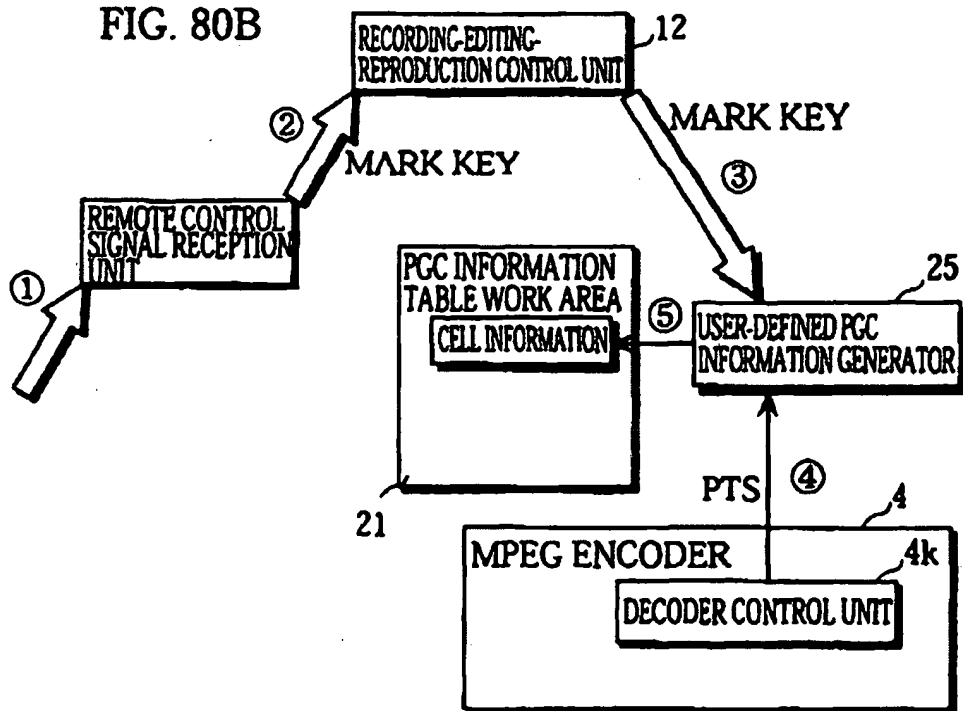 FIG. 80B
RECORDING-EDITING-
REPRODUCTION CONTROL UNIT
12
②
MARK KEY
MARK KEY
③
REMOTE CONTROL
SIGNAL RECEPTION
UNIT
①
PGC INFORMATION
TABLE WORK AREA
CELL INFORMATION
⑤
25
USER-DEFINED PGC
INFORMATION GENERATOR
21
PTS
④
4
MPEG ENCODER
4k
DECODER CONTROL UNIT